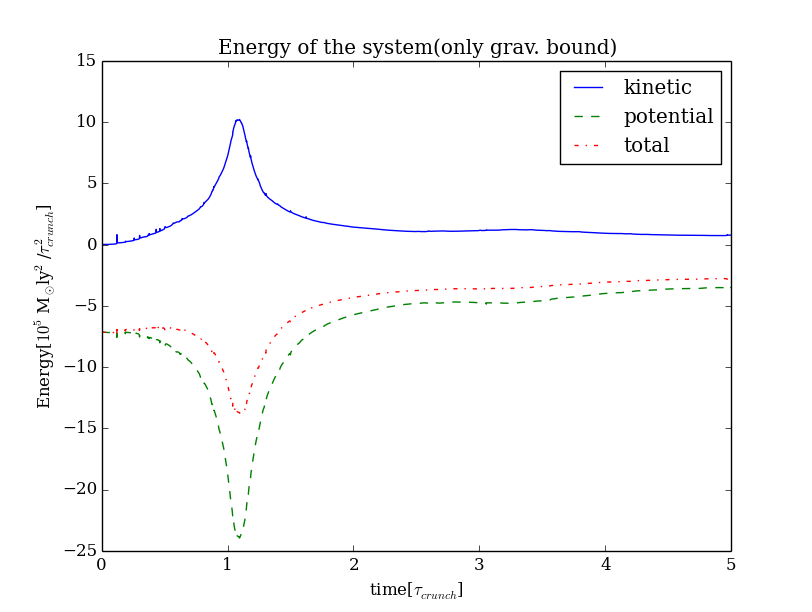 Energy of the system(only grav. bound)
kinetic
potential
total
15
10
5
0
−5
−10
−15
−20
−25
Energy[10⁵ M☉ly² /τ²crunch]
0 1 2 3 4 5
time[τcrunch]